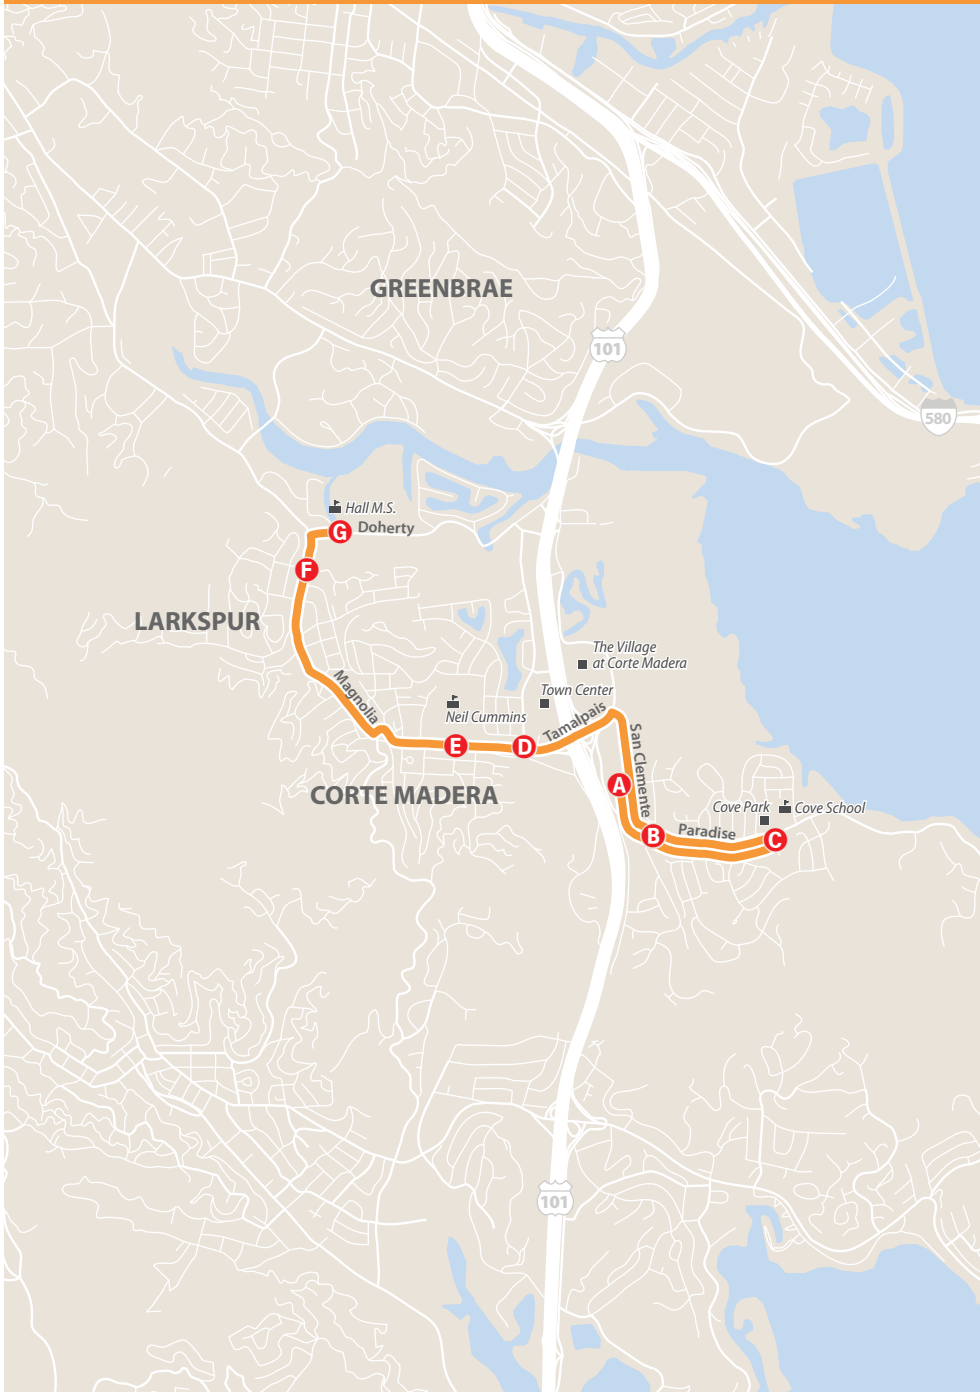 GREENBRAE
101
580
Hall M.S.
G
Doherty
F
LARKSPUR
The Village
at Corte Madera
Magnolia
Town Center
Neil Cummins
Tamalpais
San Clemente
E
D
A
CORTE MADERA
Cove Park
Cove School
Paradise
B
C
101